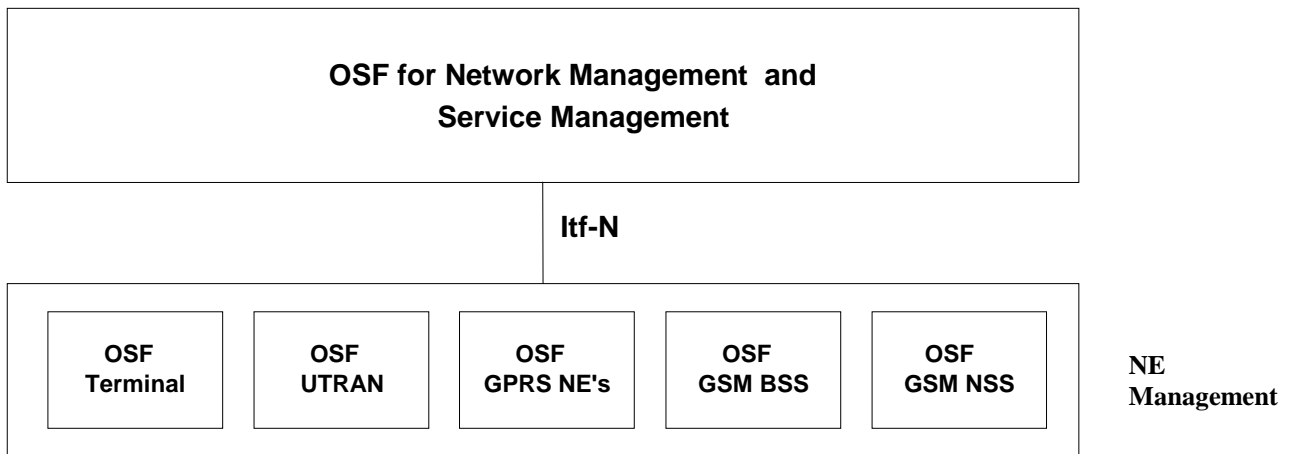 OSF for Network Management and
Service Management
Itf-N
OSF
Terminal
OSF
UTRAN
OSF
GPRS NE's
OSF
GSM BSS
OSF
GSM NSS
NE
Management